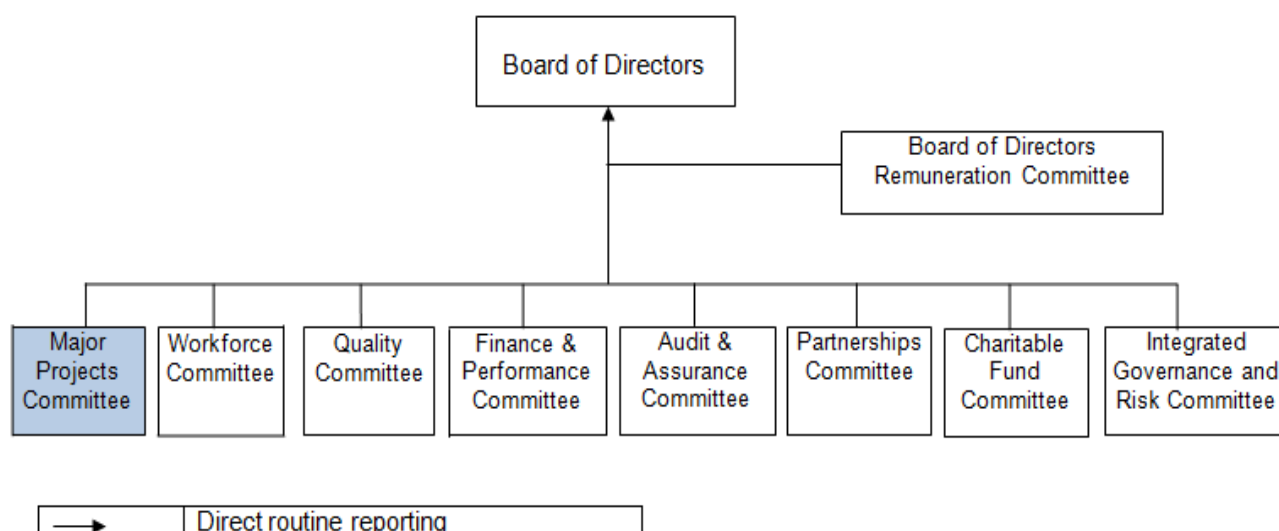 Board of Directors
Board of Directors
Remuneration Committee
Major
Projects
Committee
Workforce
Committee
Quality
Committee
Finance &
Performance
Committee
Audit &
Assurance
Committee
Partnerships
Committee
Charitable
Fund
Committee
Integrated
Governance and
Risk Committee
Direct routine reporting